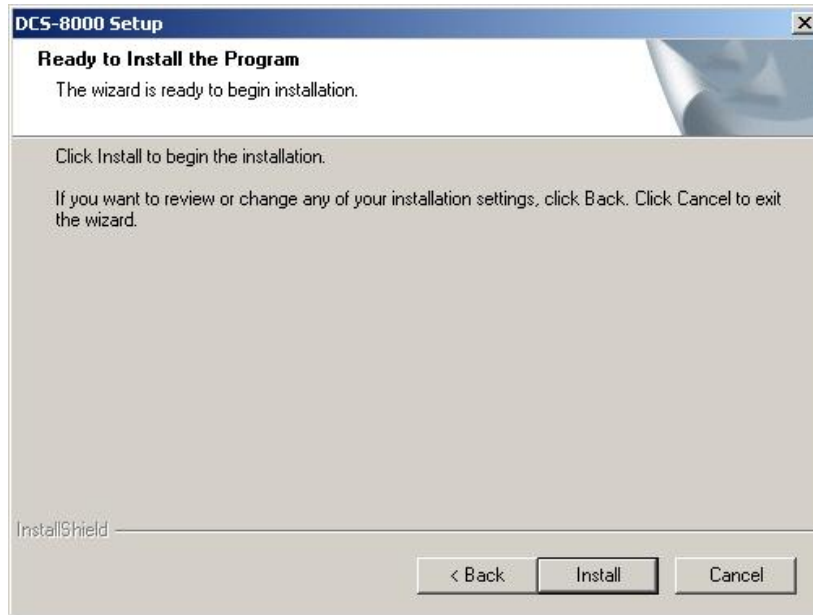 DCS-8000 Setup
Ready to Install the Program
The wizard is ready to begin installation.
Click Install to begin the installation.
If you want to review or change any of your installation settings, click Back. Click Cancel to exit
the wizard.
InstallShield
< Back Install Cancel